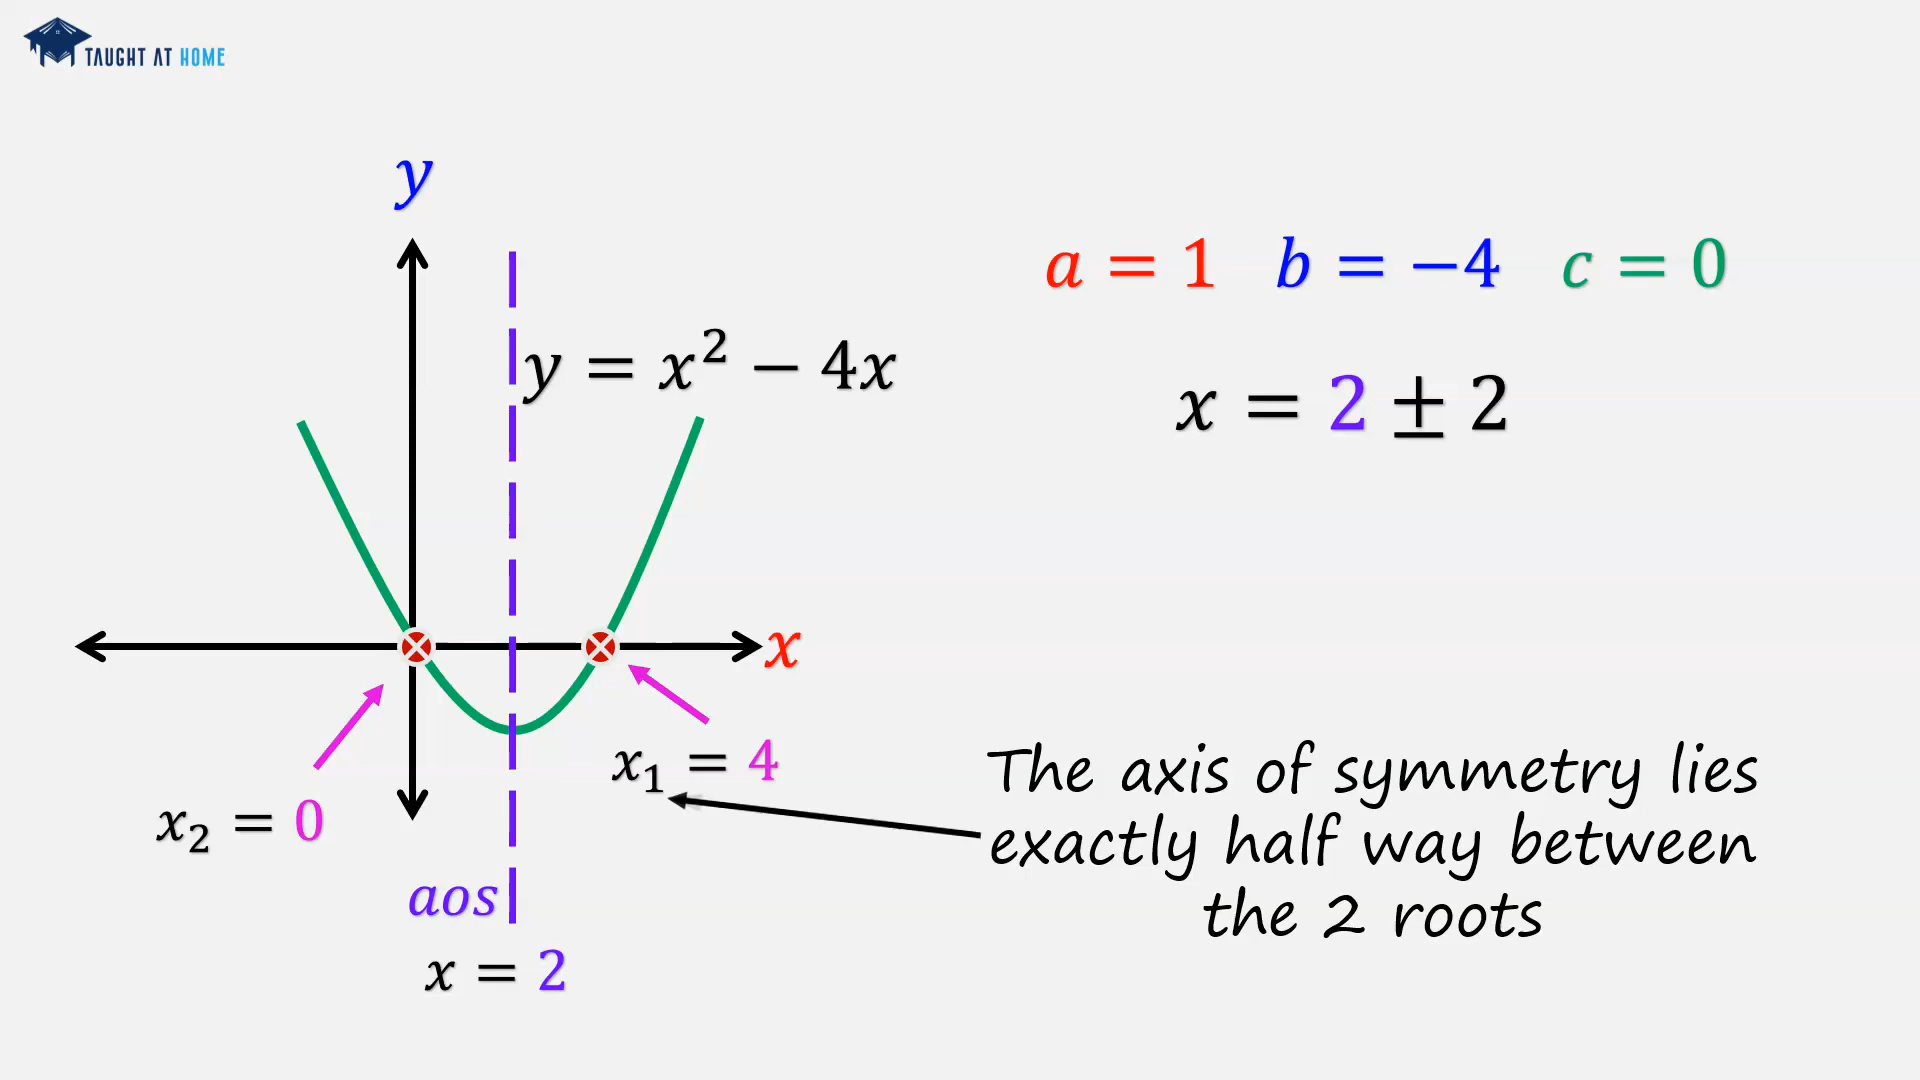 TAUGHT AT HOME
y
a = 1 b = −4 c = 0
y = x² − 4x
x = 2 ± 2
x
x₁ = 4
x₂ = 0
The axis of symmetry lies
exactly half way between
the 2 roots
aos
x = 2